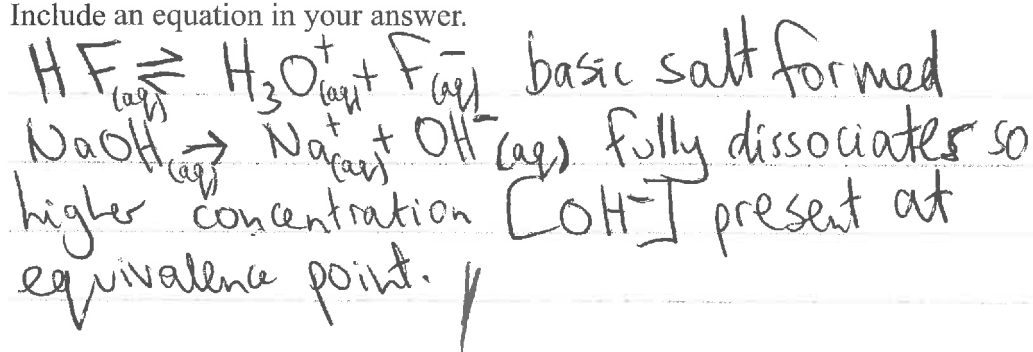 Include an equation in your answer.
HF(aq) ⇌ H₃O⁺(aq) + F⁻(aq) basic salt formed
NaOH(aq) → Na⁺(aq) + OH⁻(aq) fully dissociates so
higher concentration [OH⁻] present at
equivalence point.